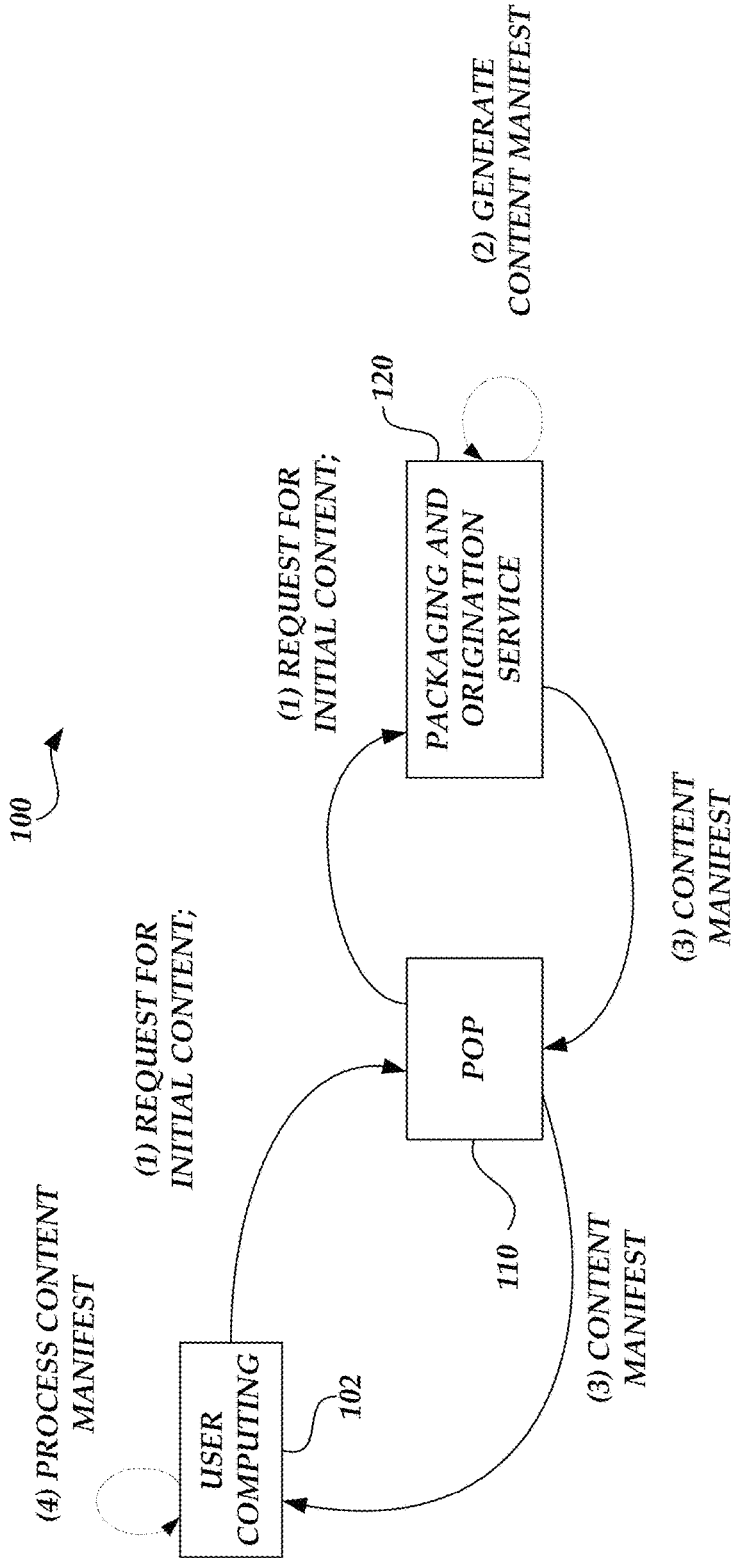 100
(4) PROCESS CONTENT
MANIFEST
(1) REQUEST FOR
INITIAL CONTENT;
(1) REQUEST FOR
INITIAL CONTENT;
USER
COMPUTING
102
110
POP
120
PACKAGING AND
ORIGINATION
SERVICE
(2) GENERATE
CONTENT MANIFEST
(3) CONTENT
MANIFEST
(3) CONTENT
MANIFEST